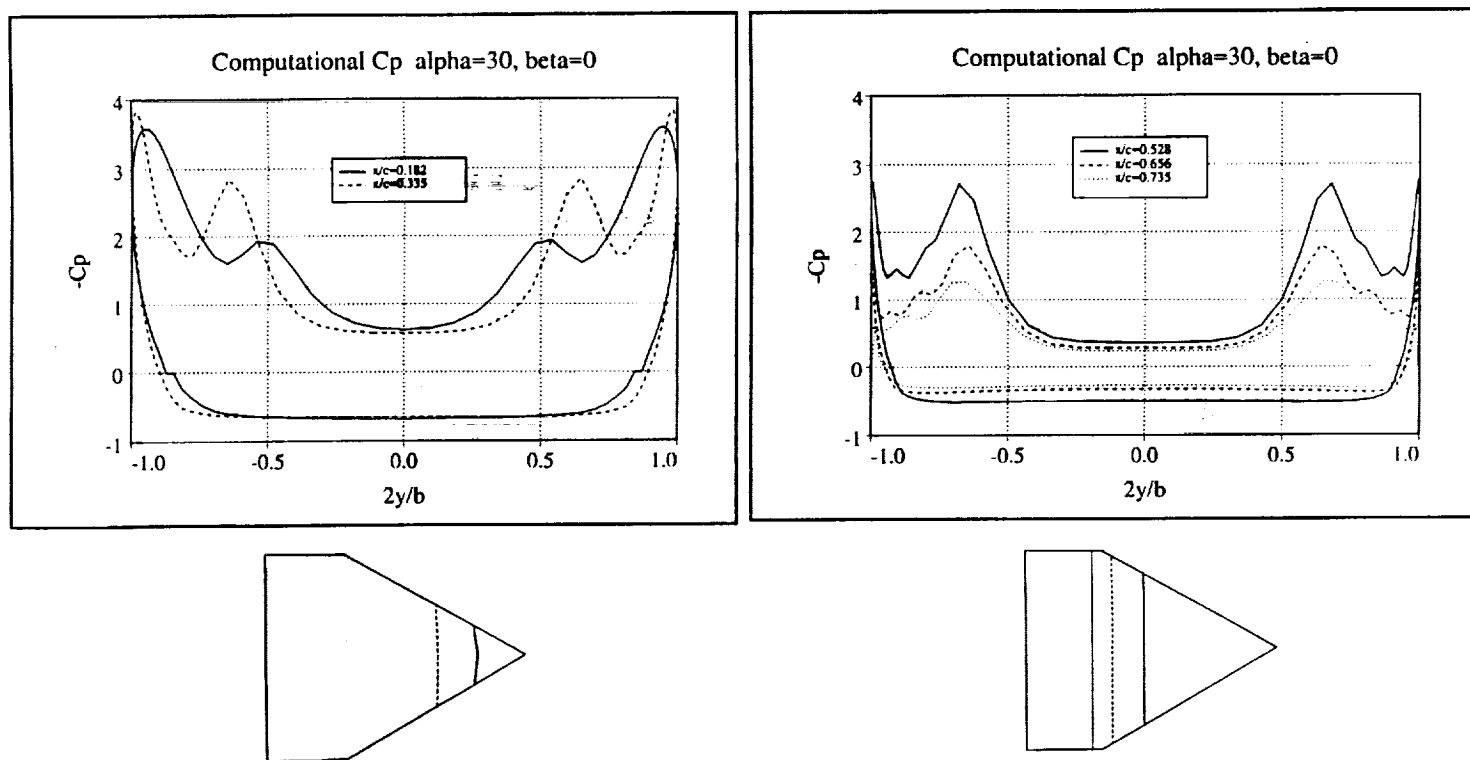 Computational Cp alpha=30, beta=0
4
3
2
1
0
-1
-Cp
x/c=0.182
x/c=0.335
-1.0
-0.5
0.0
0.5
1.0
2y/b
Computational Cp alpha=30, beta=0
4
3
2
1
0
-1
-Cp
x/c=0.528
x/c=0.656
x/c=0.735
-1.0
-0.5
0.0
0.5
1.0
2y/b